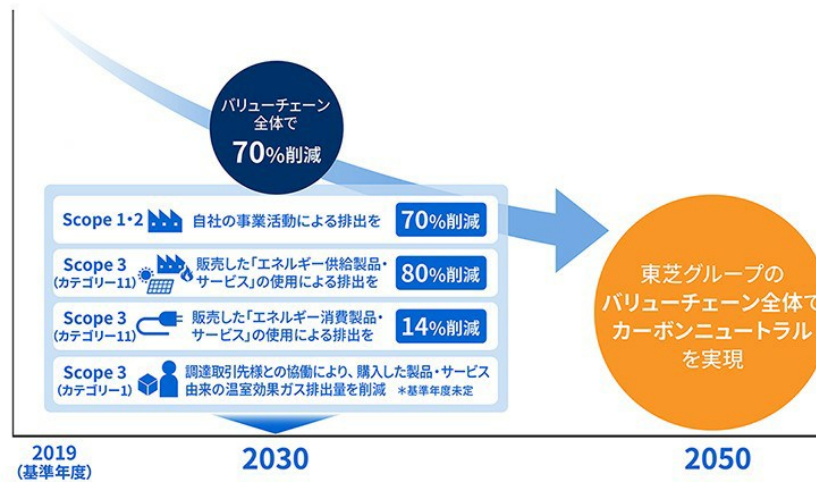 バリューチェーン
全体で
70%削減
Scope 1・2 自社の事業活動による排出を 70%削減
Scope 3
(カテゴリー11)
販売した「エネルギー供給製品・
サービス」の使用による排出を
80%削減
Scope 3
(カテゴリー11)
販売した「エネルギー消費製品・
サービス」の使用による排出を
14%削減
Scope 3
(カテゴリー1)
調達取引先様との協働により、購入した製品・サービス
由来の温室効果ガス排出量を削減 *基準年度未定
東芝グループの
バリューチェーン全体で
カーボンニュートラル
を実現
2019
(基準年度)
2030
2050